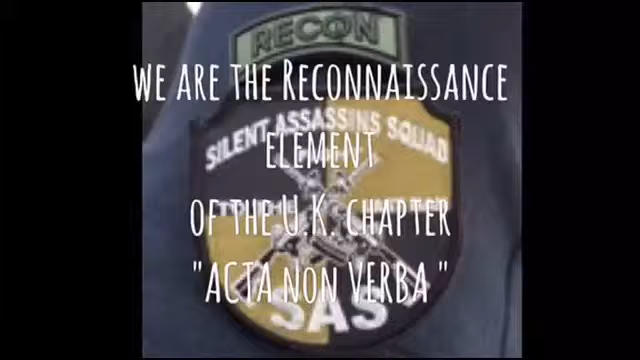 RECON
we are the Reconnaissance
SILENT ASSASSINS SQUAD
element
of the U.K. chapter
"ACTA non VERBA "
SAS